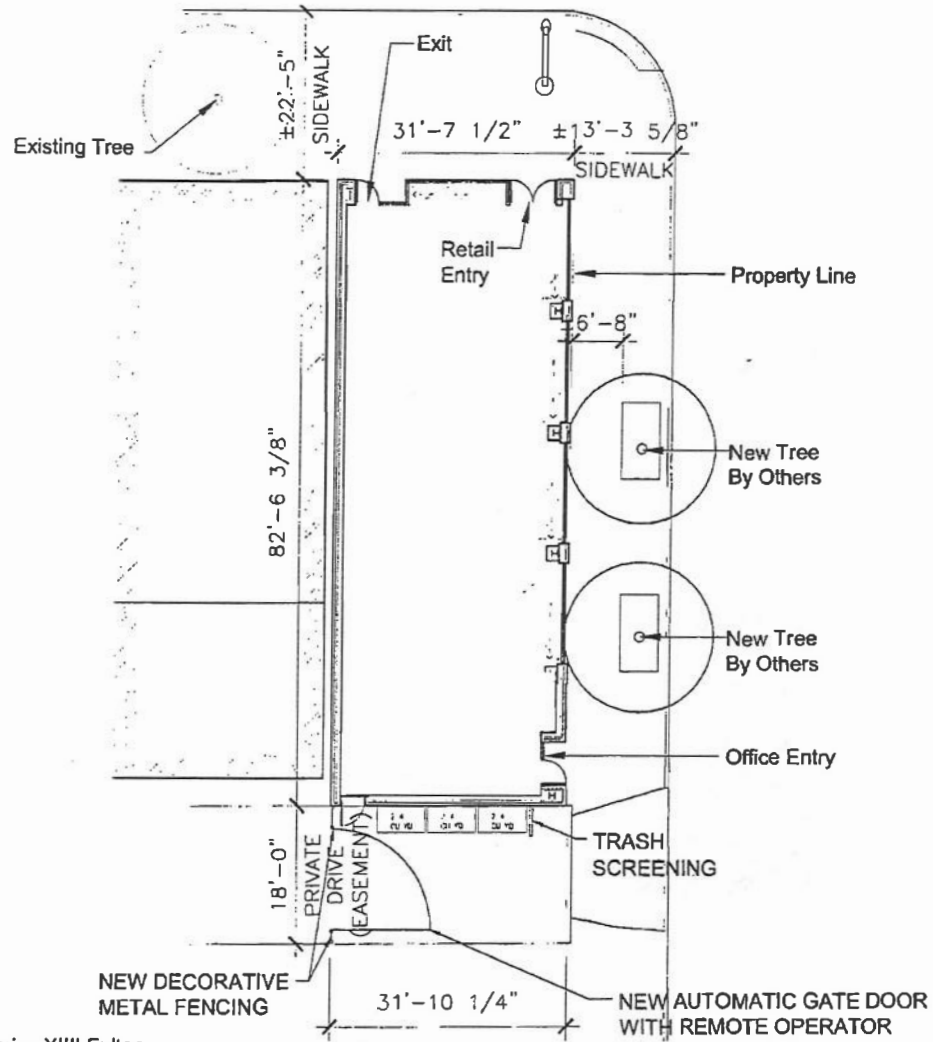 Exit
±22'-5"
SIDEWALK
Existing Tree
31'-7 1/2"
±13'-3 5/8"
SIDEWALK
Retail
Entry
Property Line
6'-8"
82'-6 3/8"
New Tree
By Others
New Tree
By Others
Office Entry
TRASH
SCREENING
18'-0"
PRIVATE
DRIVE
(EASEMENT)
NEW DECORATIVE
METAL FENCING
31'-10 1/4"
NEW AUTOMATIC GATE DOOR
WITH REMOTE OPERATOR